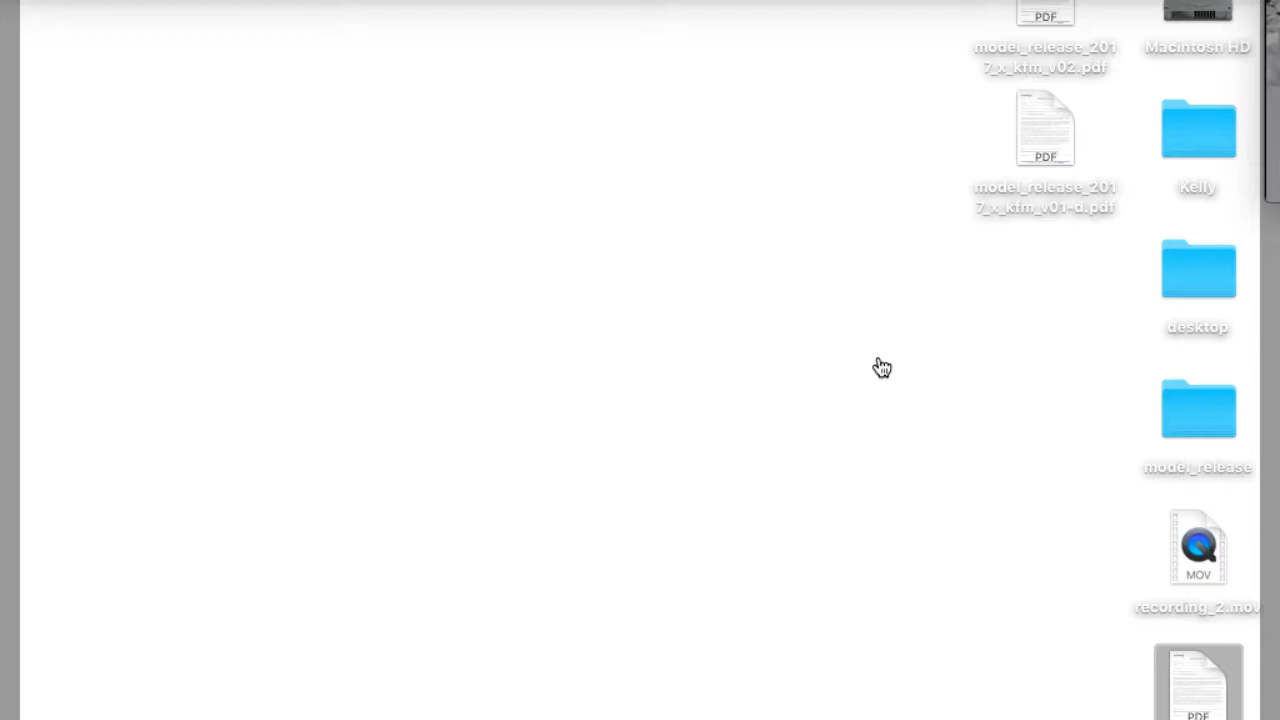 PDF
model_release_201
7_x_kfm_v02.pdf
Macintosh HD
PDF
model_release_201
7_x_kfm_v01-d.pdf
Kelly
desktop
model_release
MOV
recording_2.mov
PDF